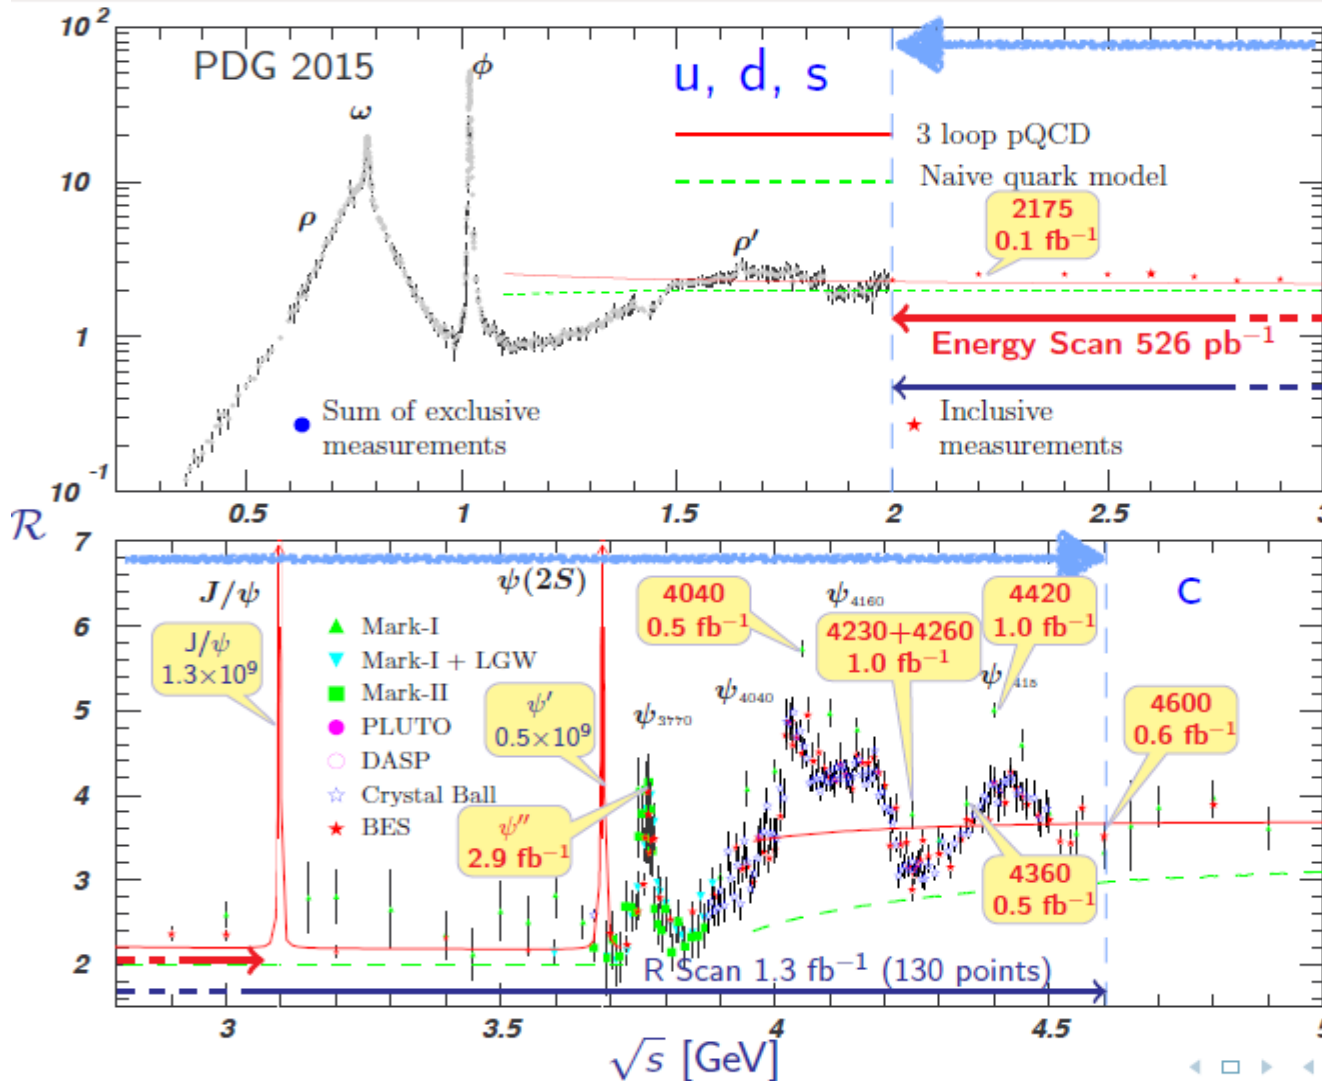 10 2
PDG 2015
ϕ
u, d, s
ω
3 loop pQCD
10
Naive quark model
2175
0.1 fb⁻¹
ρ
ρ′
1
Energy Scan 526 pb⁻¹
Sum of exclusive
measurements
Inclusive
measurements
10 -1
0.5
1
1.5
2
2.5
3
R
7
J/ψ
ψ(2S)
4040
0.5 fb⁻¹
ψ4160
4420
1.0 fb⁻¹
c
6
J/ψ
1.3×10⁹
Mark-I
Mark-I + LGW
Mark-II
PLUTO
DASP
Crystal Ball
BES
4230+4260
1.0 fb⁻¹
5
ψ′
0.5×10⁹
ψ3770
ψ4040
4600
0.6 fb⁻¹
4
ψ″
2.9 fb⁻¹
3
4360
0.5 fb⁻¹
2
R Scan 1.3 fb⁻¹ (130 points)
3
3.5
4
4.5
5
√s [GeV]